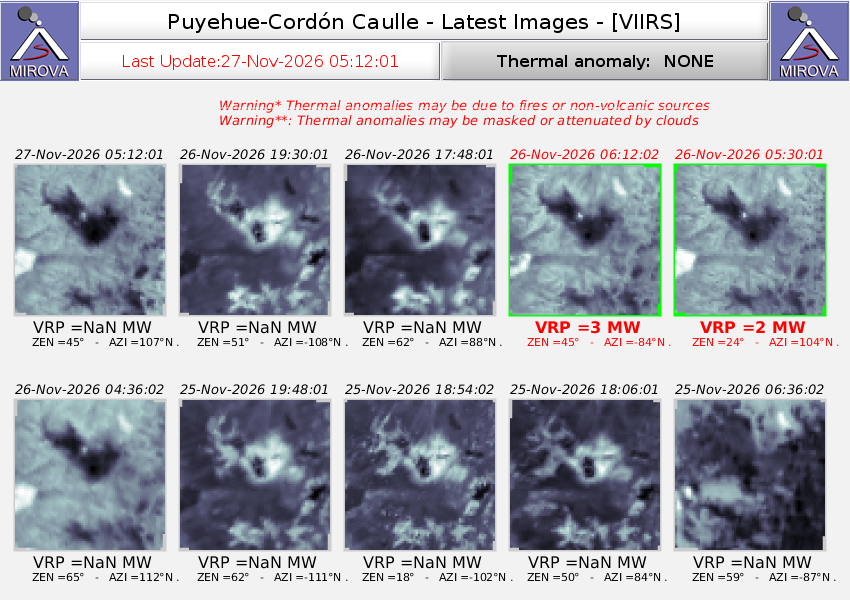 Puyehue-Cordón Caulle - Latest Images - [VIIRS]
MIROVA
MIROVA
Last Update:27-Nov-2026 05:12:01
Thermal anomaly: NONE
Warning* Thermal anomalies may be due to fires or non-volcanic sources
Warning**: Thermal anomalies may be masked or attenuated by clouds
27-Nov-2026 05:12:01 26-Nov-2026 19:30:01 26-Nov-2026 17:48:01 26-Nov-2026 06:12:02 26-Nov-2026 05:30:01
VRP =NaN MW VRP =NaN MW VRP =NaN MW VRP =3 MW VRP =2 MW
ZEN =45° - AZI =107°N . ZEN =51° - AZI =-108°N . ZEN =62° - AZI =88°N . ZEN =45° - AZI =-84°N . ZEN =24° - AZI =104°N .
26-Nov-2026 04:36:02 25-Nov-2026 19:48:01 25-Nov-2026 18:54:02 25-Nov-2026 18:06:01 25-Nov-2026 06:36:02
VRP =NaN MW VRP =NaN MW VRP =NaN MW VRP =NaN MW VRP =NaN MW
ZEN =65° - AZI =112°N . ZEN =62° - AZI =-111°N . ZEN =18° - AZI =-102°N . ZEN =50° - AZI =84°N . ZEN =59° - AZI =-87°N .